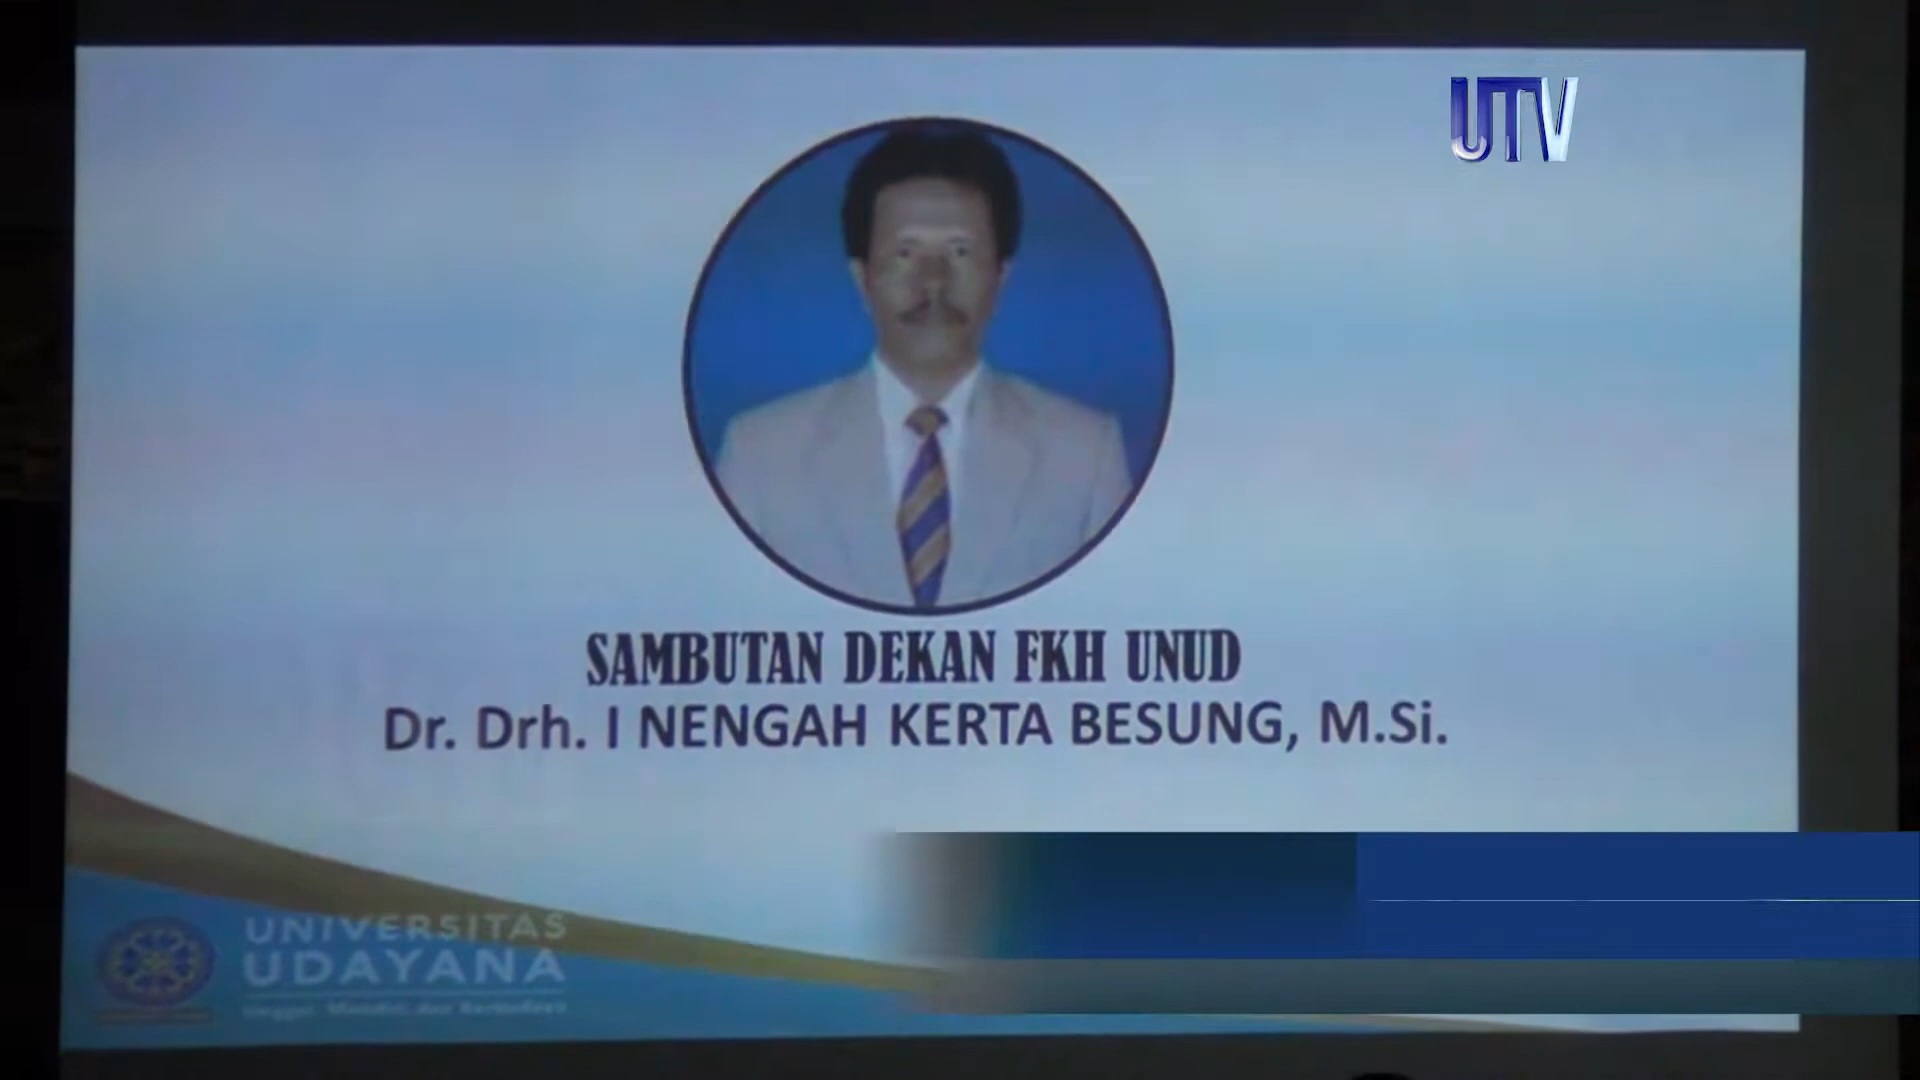 UTV
SAMBUTAN DEKAN FKH UNUD
Dr. Drh. I NENGAH KERTA BESUNG, M.Si.
UNIVERSITAS
UDAYANA